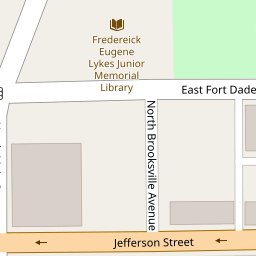 Fredereick
Eugene
Lykes Junior
Memorial
Library
East Fort Dade
North Brooksville Avenue
Jefferson Street